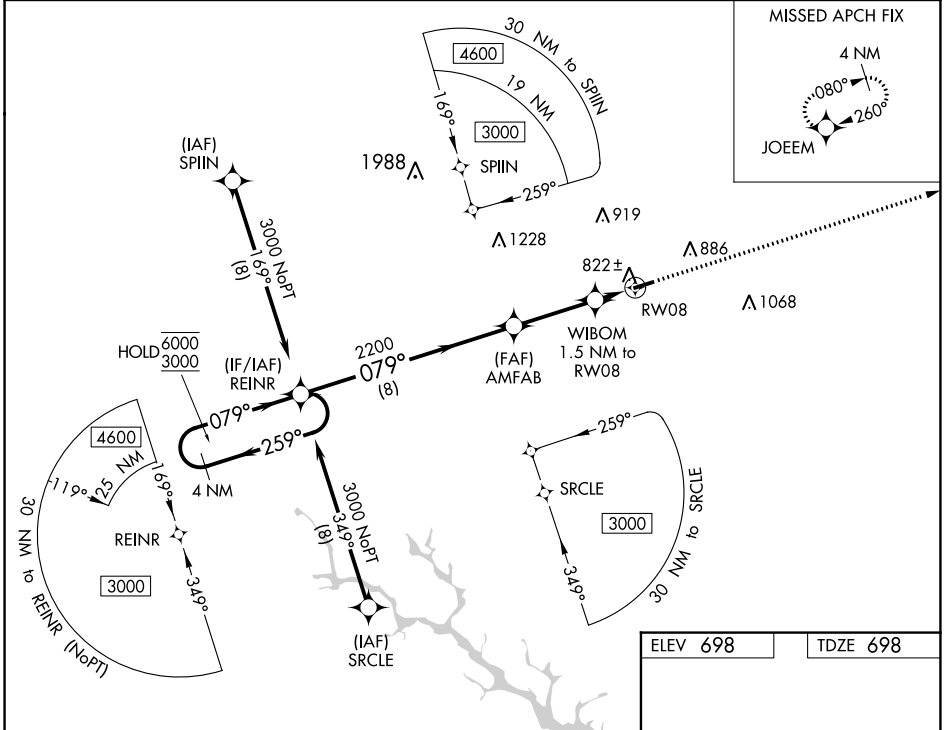 MISSED APCH FIX
4 NM
080°
260°
JOEEM
30 NM to SPIIN
4600
19 NM
169°
3000
SPIIN
259°
1988
919
1228
886
822±
RW08
1068
(IAF)
SPIIN
3000 NoPT
169°
(8)
HOLD 6000
3000
(IF/IAF)
REINR
2200
079°
(8)
(FAF)
AMFAB
WIBOM
1.5 NM to
RW08
079°
259°
4 NM
4600
119°
25 NM
169°
REINR
349°
3000
30 NM to REINR (NoPT)
3000 NoPT
349°
(8)
(IAF)
SRCLE
259°
SRCLE
3000
349°
30 NM to SRCLE
ELEV 698
TDZE 698